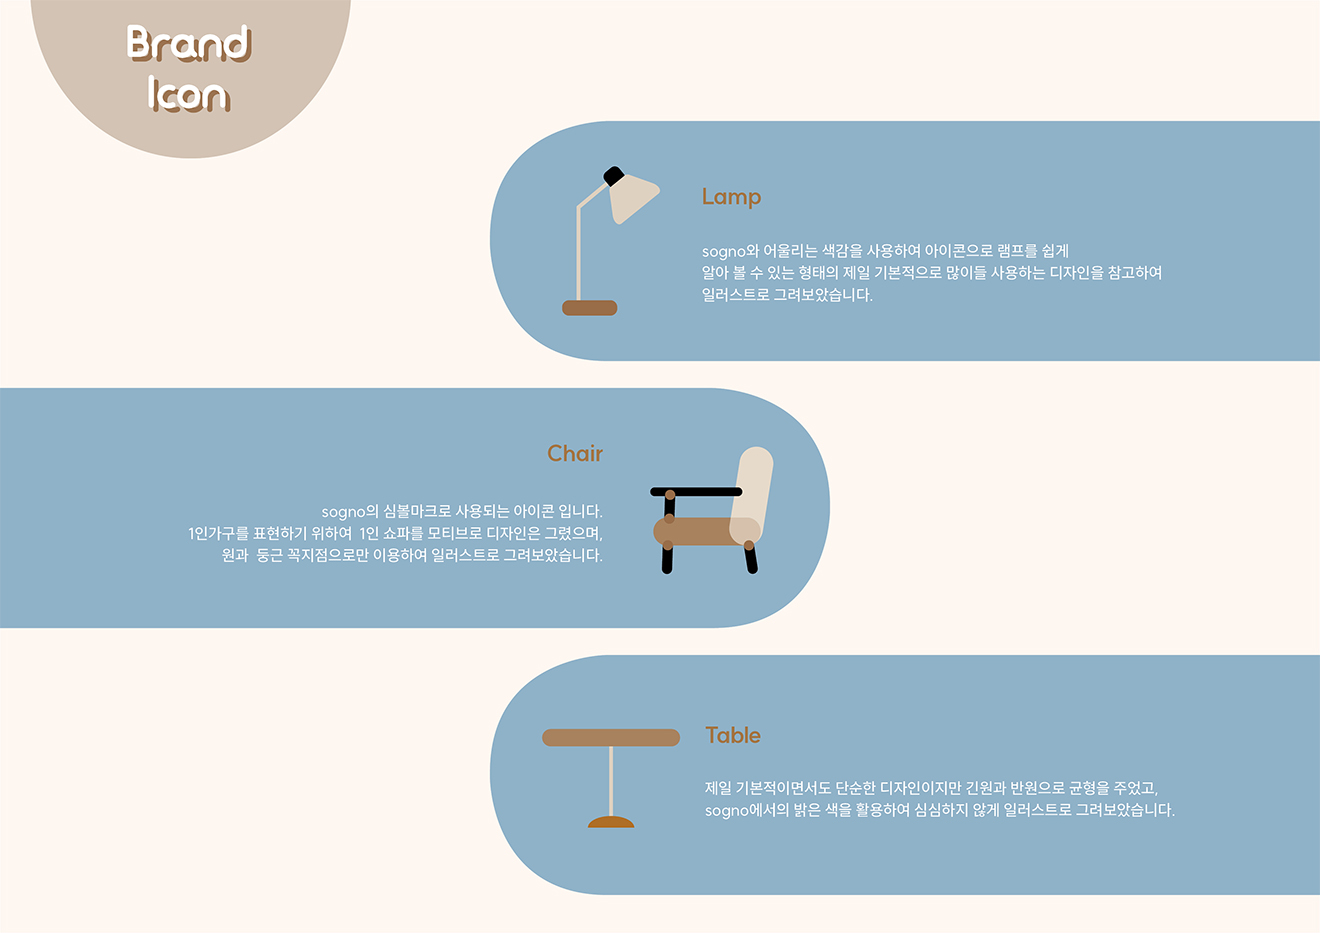 Brand
Icon
Lamp
sogno와 어울리는 색감을 사용하여 아이콘으로 램프를 쉽게
알아 볼 수 있는 형태의 제일 기본적으로 많이들 사용하는 디자인을 참고하여
일러스트로 그려보았습니다.
Chair
sogno의 심볼마크로 사용되는 아이콘 입니다.
1인가구를 표현하기 위하여 1인 쇼파를 모티브로 디자인은 그렸으며,
원과 둥근 꼭지점으로만 이용하여 일러스트로 그려보았습니다.
Table
제일 기본적이면서도 단순한 디자인이지만 긴원과 반원으로 균형을 주었고,
sogno에서의 밝은 색을 활용하여 심심하지 않게 일러스트로 그려보았습니다.